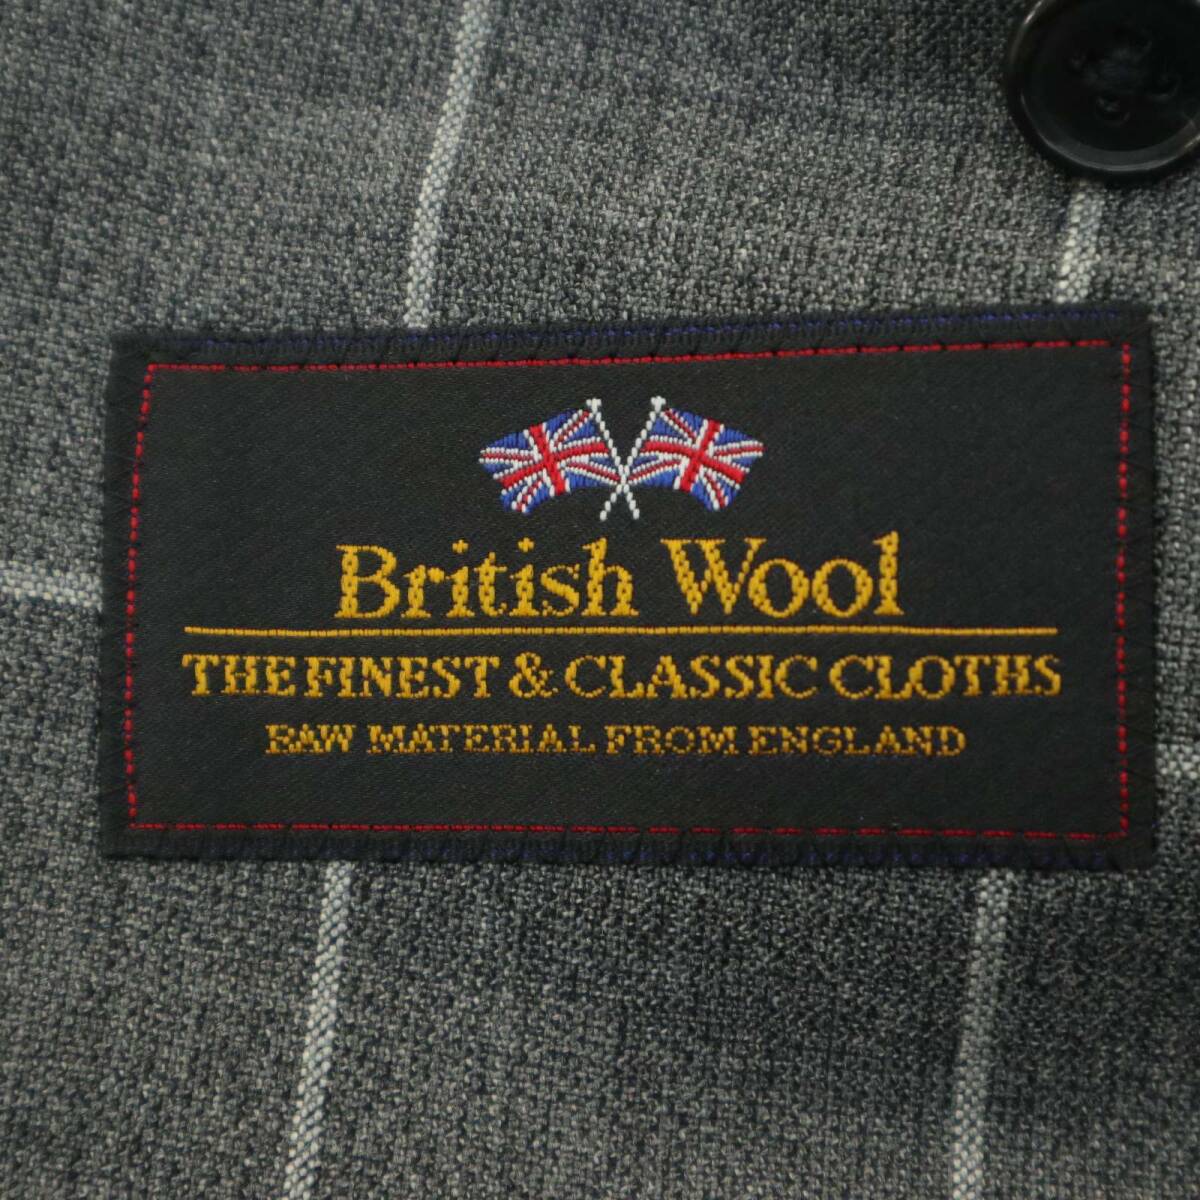 British Wool
THE FINEST & CLASSIC CLOTHS
RAW MATERIAL FROM ENGLAND